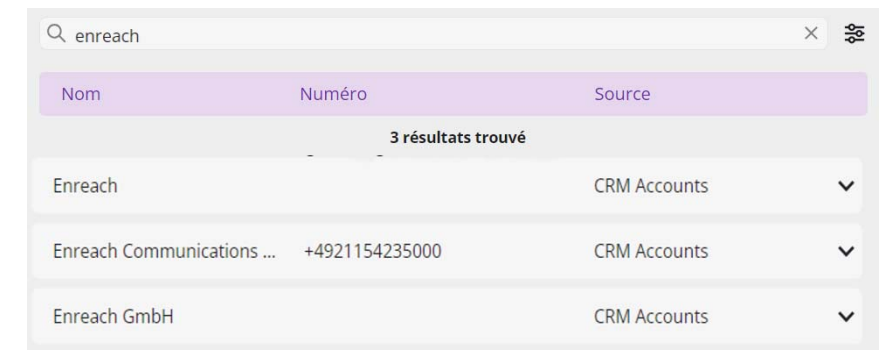 enreach
Nom Numéro Source
3 résultats trouvé
Enreach CRM Accounts
Enreach Communications ... +4921154235000 CRM Accounts
Enreach GmbH CRM Accounts